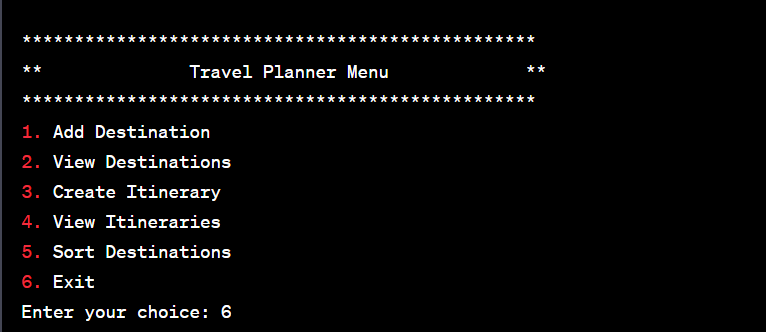 *************************************************
**              Travel Planner Menu             **
*************************************************
1. Add Destination
2. View Destinations
3. Create Itinerary
4. View Itineraries
5. Sort Destinations
6. Exit
Enter your choice: 6